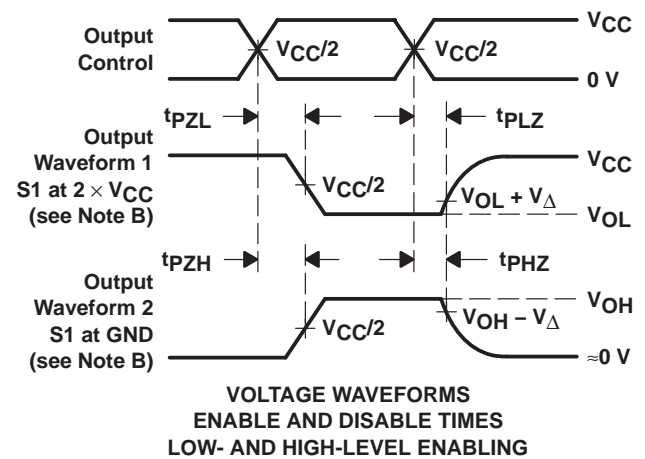 Output
Control
VCC/2
VCC/2
VCC
0 V
tPZL
tPLZ
Output
Waveform 1
S1 at 2 × VCC
(see Note B)
VCC/2
VCC
VOL + VΔ
VOL
tPZH
tPHZ
Output
Waveform 2
S1 at GND
(see Note B)
VCC/2
VOH
VOH − VΔ
≈0 V
VOLTAGE WAVEFORMS
ENABLE AND DISABLE TIMES
LOW- AND HIGH-LEVEL ENABLING